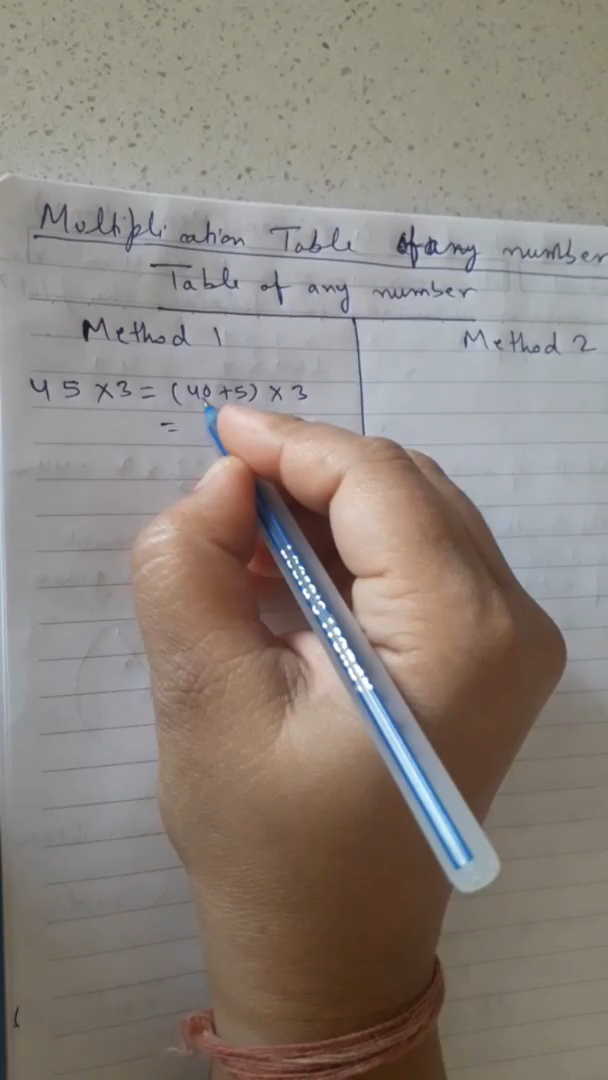 Multiplication Table of any number
Table of any number
Method 1
Method 2
45 × 3 = (40 + 5) × 3
=